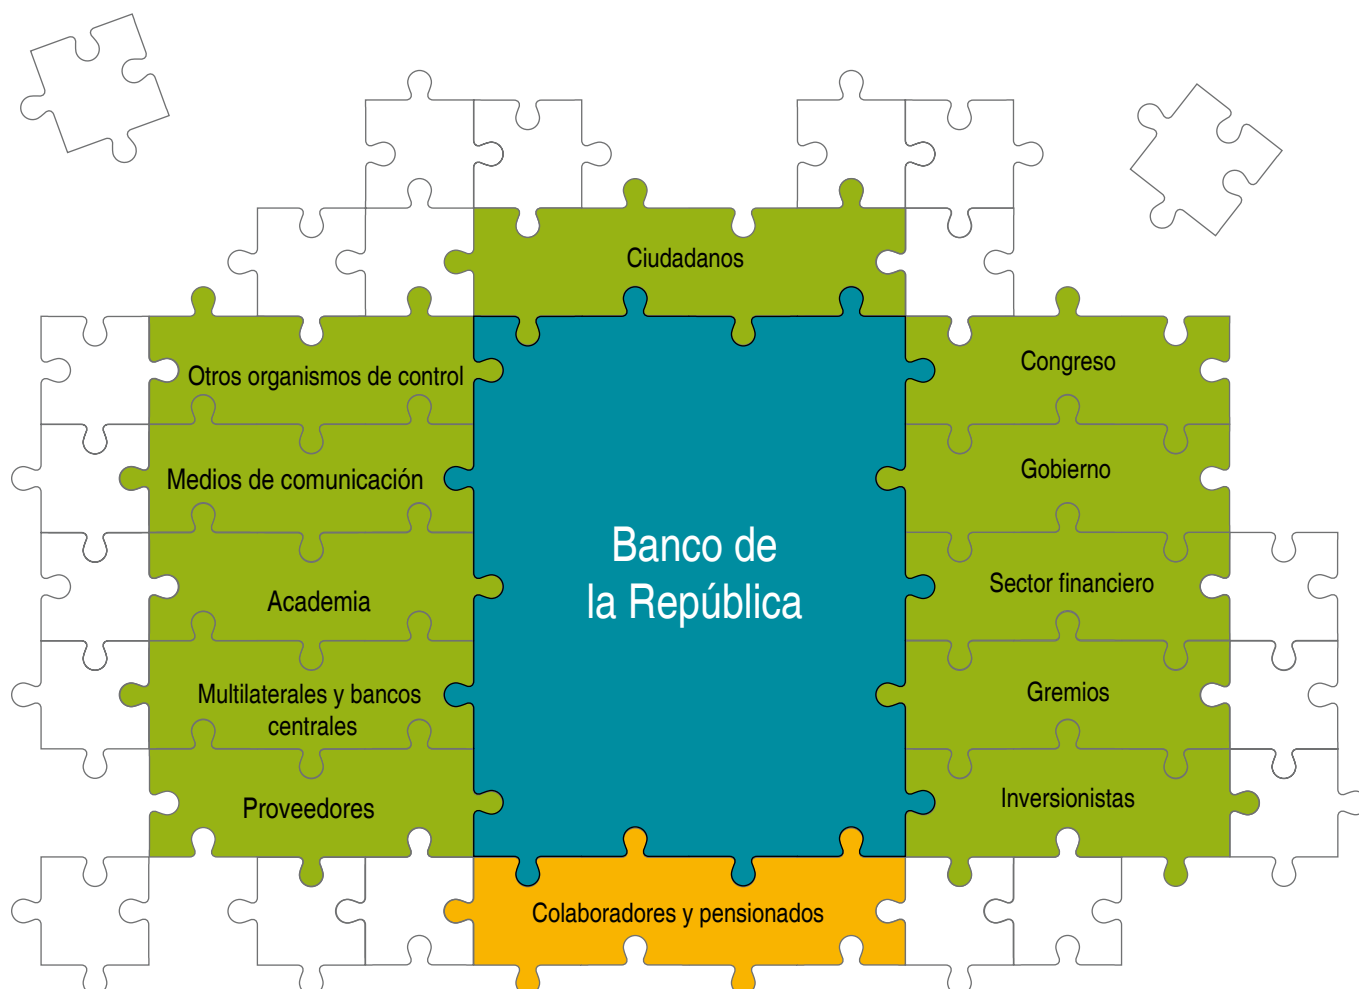 Ciudadanos
Otros organismos de control
Medios de comunicación
Academia
Multilaterales y bancos
centrales
Proveedores
Banco de
la República
Congreso
Gobierno
Sector financiero
Gremios
Inversionistas
Colaboradores y pensionados